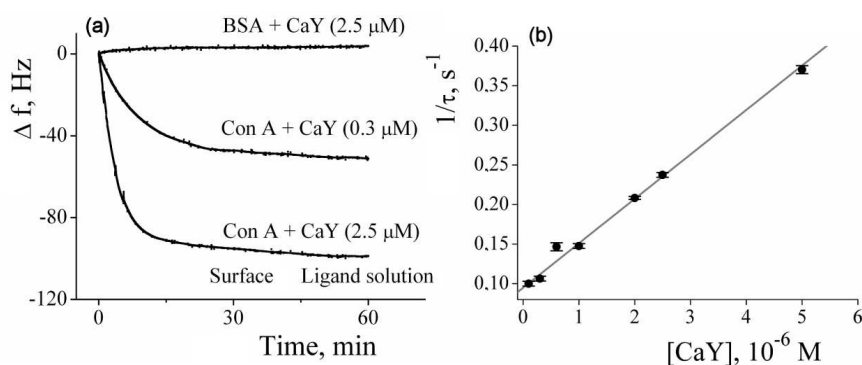 (a)
BSA + CaY (2.5 μM)
0
Con A + CaY (0.3 μM)
-40
Δ f, Hz
-80
Con A + CaY (2.5 μM)
Surface Ligand solution
-120
0 30 60
Time, min
(b)
0.40
0.35
1/τ, s⁻¹
0.30
0.25
0.20
0.15
0.10
0 1 2 3 4 5 6
[CaY], 10⁻⁶ M